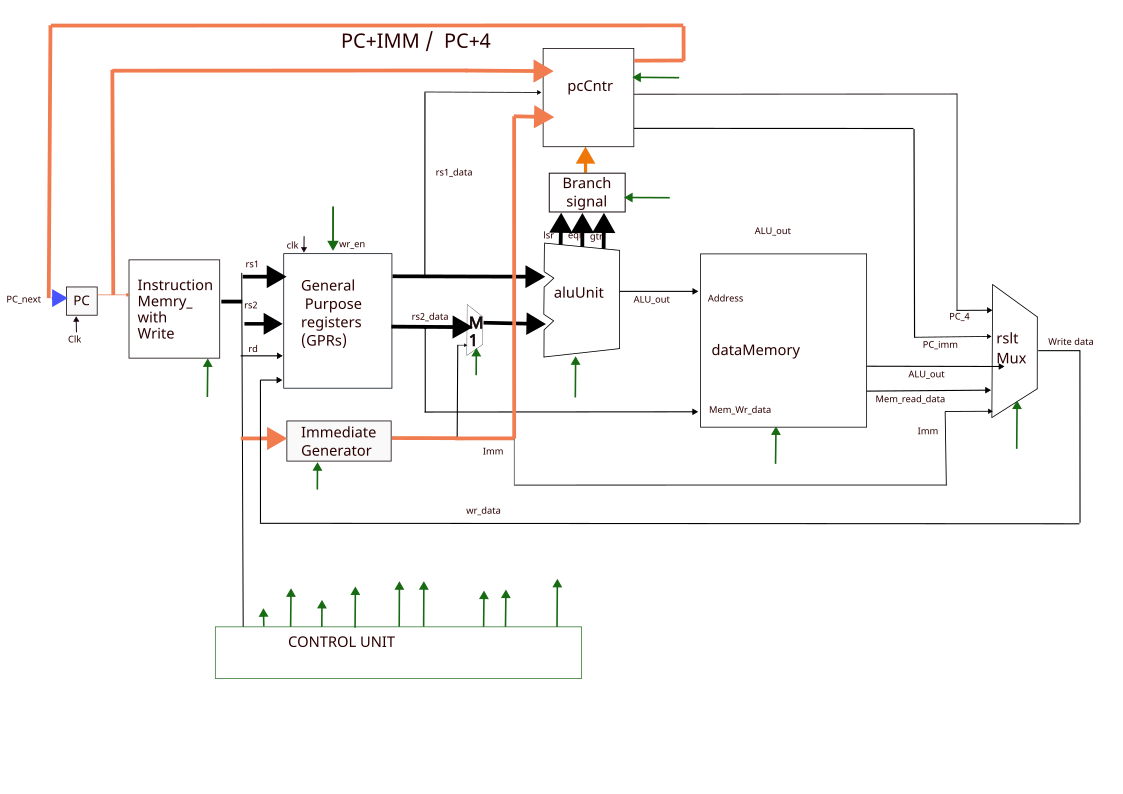 PC+IMM / PC+4
pcCntr
rs1_data
Branch
signal
lsr
eql
gtr
ALU_out
clk
wr_en
rs1
General
Purpose
registers
(GPRs)
Instruction
Memry_
with
Write
PC_next
PC
Clk
rs2
rd
rs2_data
M
1
aluUnit
ALU_out
Address
dataMemory
Mem_Wr_data
PC_4
PC_imm
rslt
Mux
Write data
ALU_out
Mem_read_data
Imm
Immediate
Generator
Imm
wr_data
CONTROL UNIT